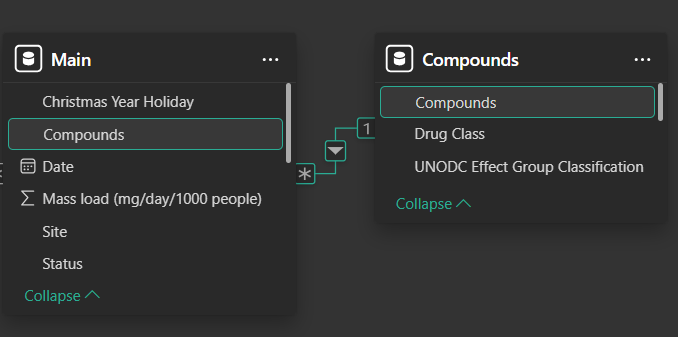 Main
Christmas Year Holiday
Compounds
Date
Mass load (mg/day/1000 people)
Site
Status
Collapse
*
1
Compounds
Compounds
Drug Class
UNODC Effect Group Classification
Collapse